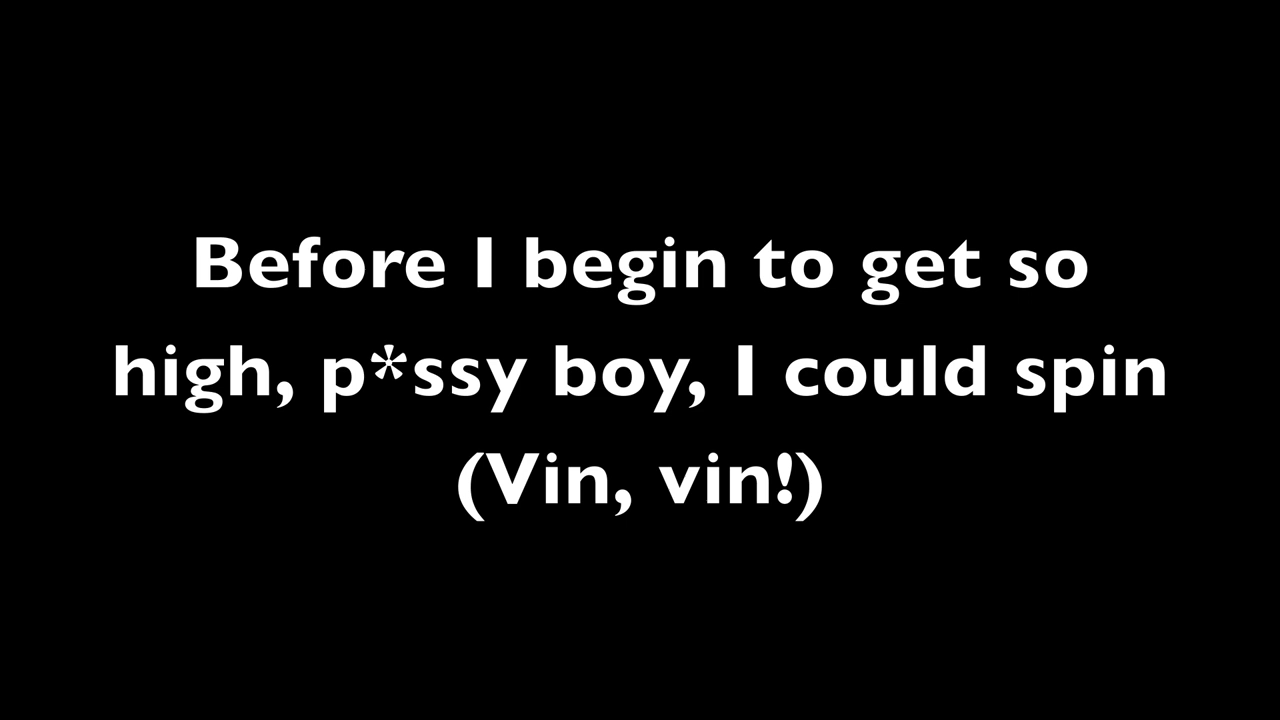 Before I begin to get so
high, p*ssy boy, I could spin
(Vin, vin!)